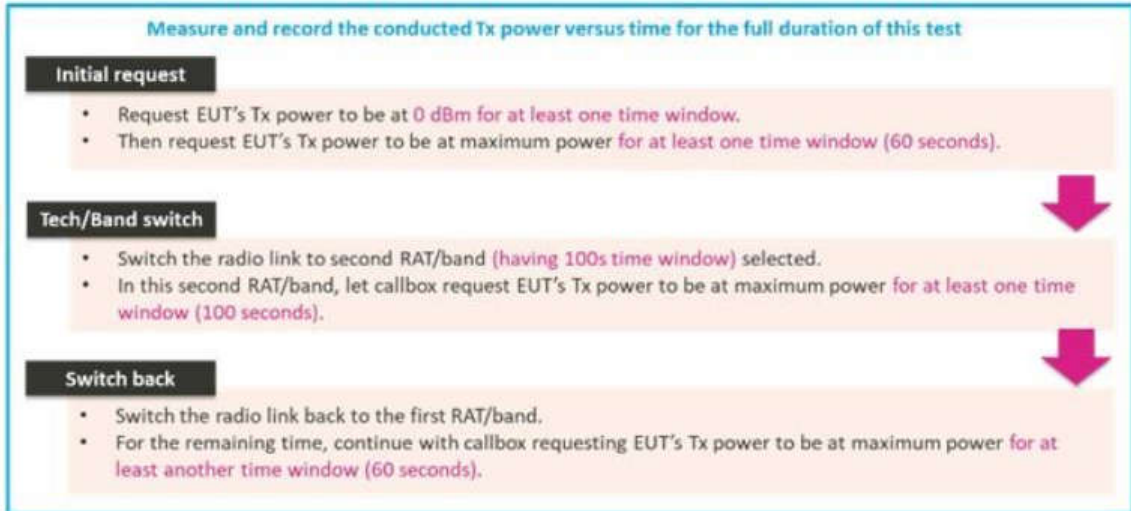 Measure and record the conducted Tx power versus time for the full duration of this test
Initial request
• Request EUT's Tx power to be at 0 dBm for at least one time window.
• Then request EUT's Tx power to be at maximum power for at least one time window (60 seconds).
Tech/Band switch
• Switch the radio link to second RAT/band (having 100s time window) selected.
• In this second RAT/band, let callbox request EUT's Tx power to be at maximum power for at least one time
window (100 seconds).
Switch back
• Switch the radio link back to the first RAT/band.
• For the remaining time, continue with callbox requesting EUT's Tx power to be at maximum power for at
least another time window (60 seconds).